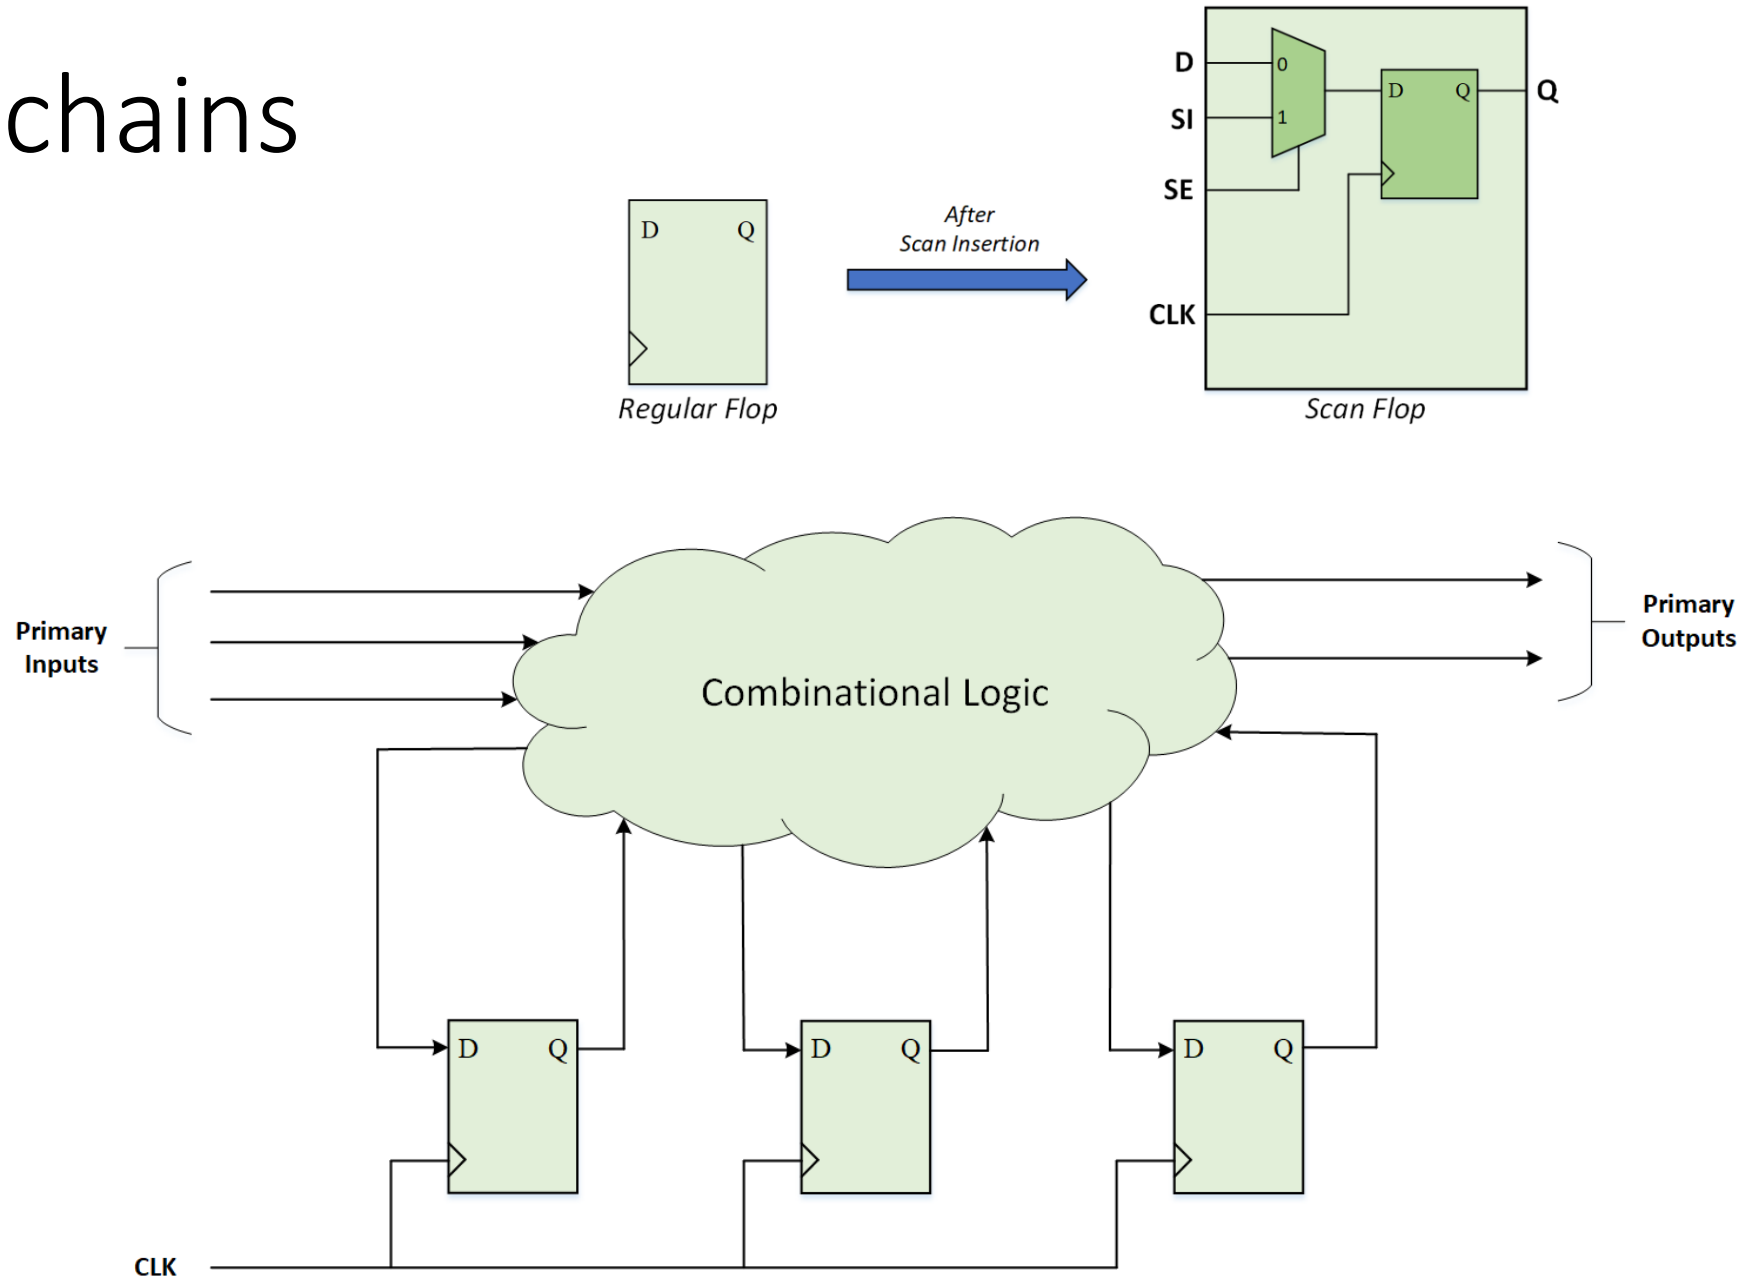 chains
D
0
SI
1
SE
CLK
D Q
Q
D Q
After
Scan Insertion
Regular Flop
Scan Flop
Primary
Inputs
Combinational Logic
Primary
Outputs
D Q
D Q
D Q
CLK